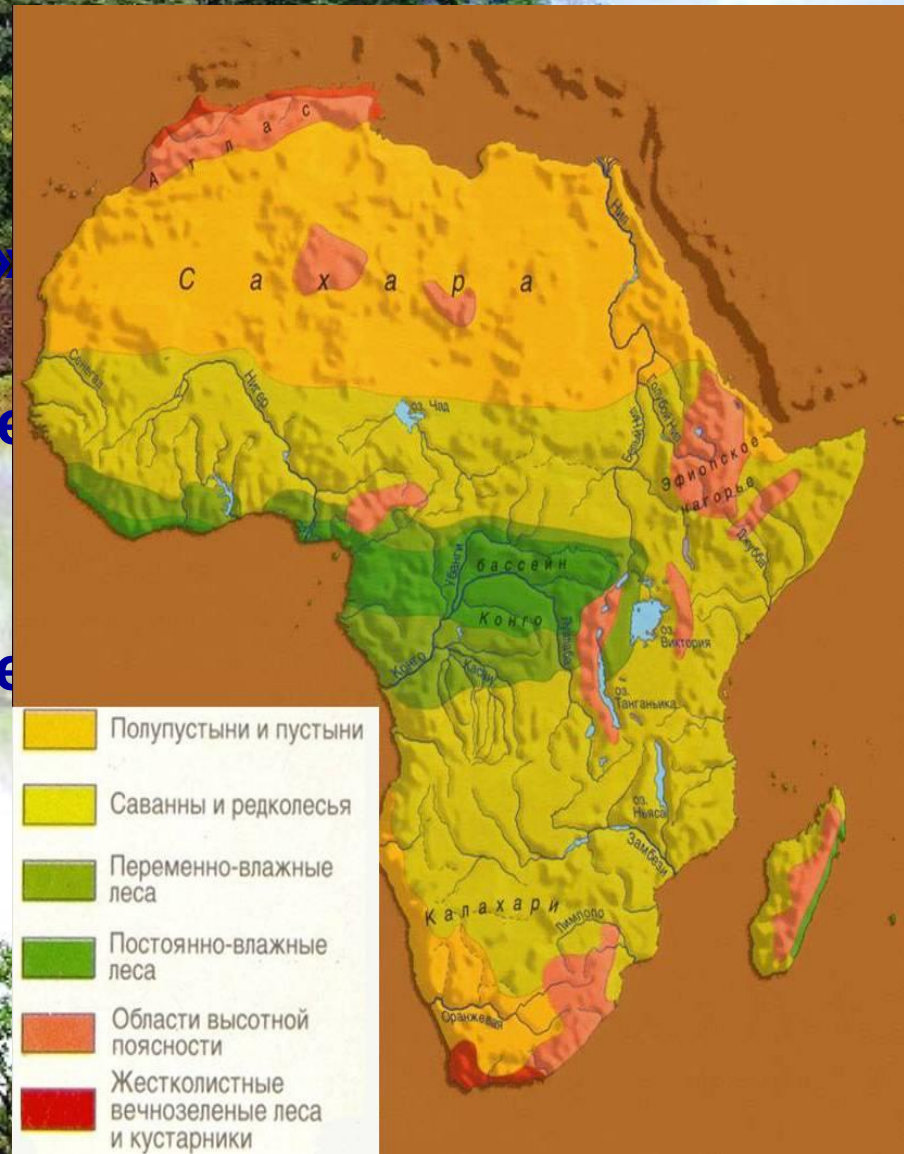 Атлас
Сахара
Нил
Сенегал
Нигер
оз. Чад
Голубой Нил
Белый Нил
Эфиопское
нагорье
Джубба
Убанги
бассейн
Конго
Луалаба
оз.
Виктория
Конго
Касаи
оз.
Танганьика
оз.
Ньяса
Замбези
Калахари
Лимпопо
Оранжевая
Полупустыни и пустыни
Саванны и редколесья
Переменно-влажные
леса
Постоянно-влажные
леса
Области высотной
поясности
Жестколистные
вечнозеленые леса
и кустарники